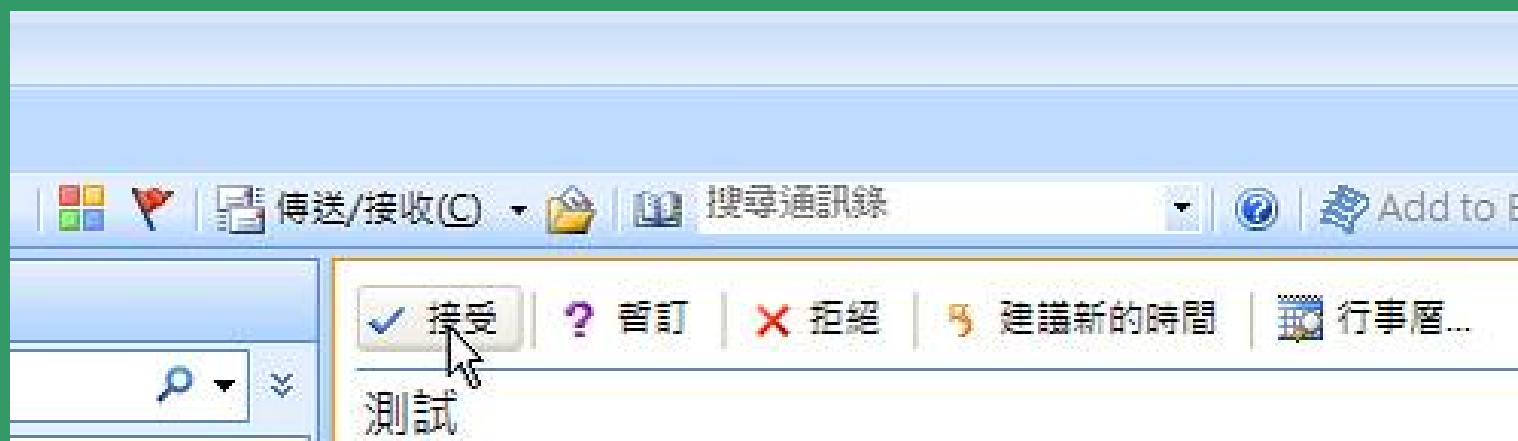 傳送/接收(C) 搜尋通訊錄 Add to
接受 暫訂 拒絕 建議新的時間 行事曆...
測試